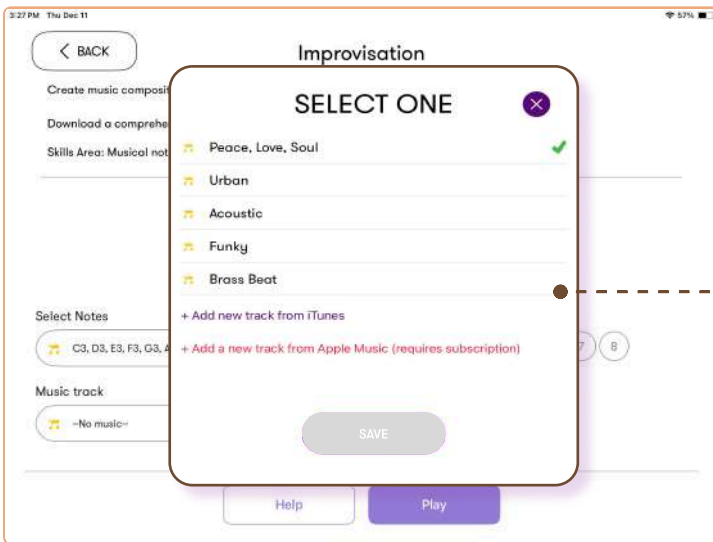 3:27 PM Thu Dec 11
57%
BACK
Improvisation
Create music composit
Download a comprehe
Skills Area: Musical not
SELECT ONE
Peace, Love, Soul
Urban
Acoustic
Funky
Brass Beat
+ Add new track from iTunes
+ Add a new track from Apple Music (requires subscription)
SAVE
Select Notes
C3, D3, E3, F3, G3, A
7 8
Music track
~No music~
Help
Play